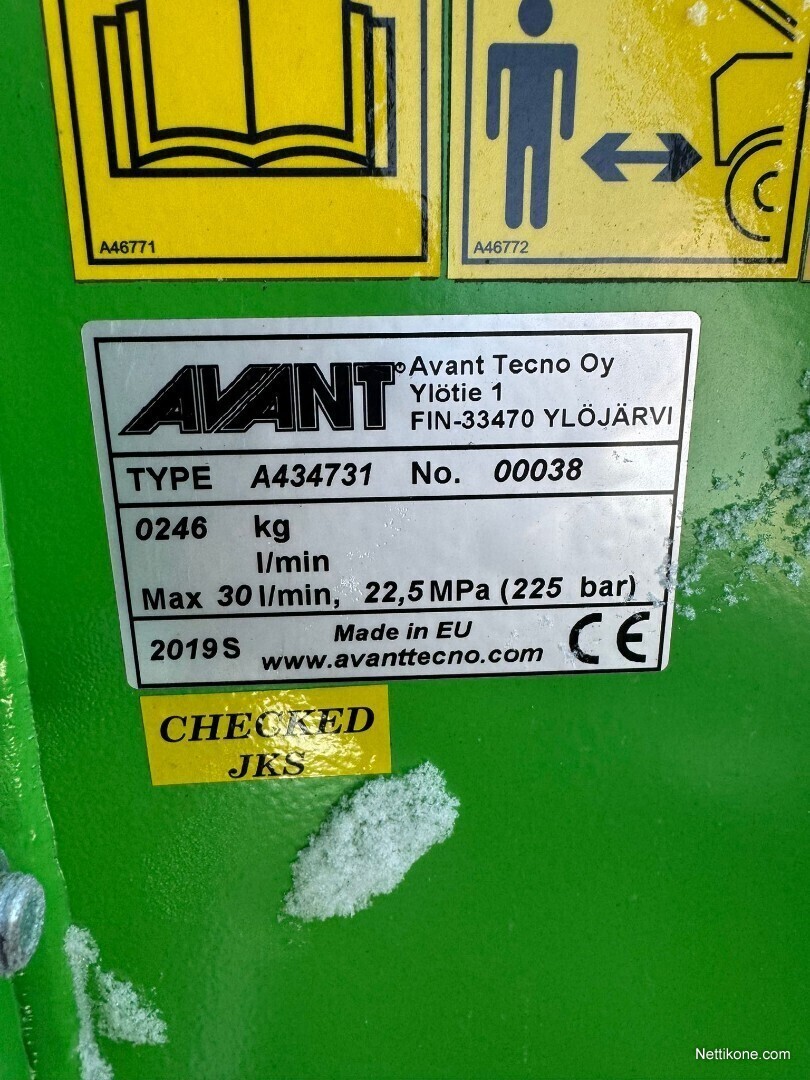 A46771
A46772
AVANT® Avant Tecno Oy
Ylötie 1
FIN-33470 YLÖJÄRVI
TYPE A434731 No. 00038
0246 kg
l/min
Max 30 l/min, 22,5 MPa (225 bar)
2019S Made in EU CE
www.avanttecno.com
CHECKED
JKS
Nettikone.com